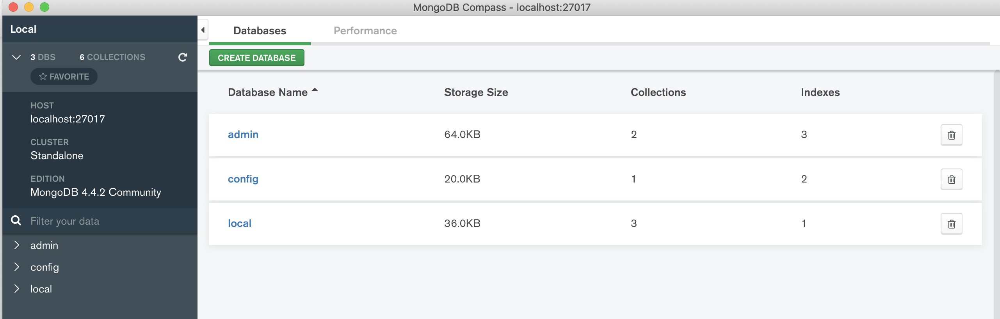 MongoDB Compass - localhost:27017
Local
3 DBS 6 COLLECTIONS
FAVORITE
HOST
localhost:27017
CLUSTER
Standalone
EDITION
MongoDB 4.4.2 Community
Filter your data
admin
config
local
Databases Performance
CREATE DATABASE
Database Name Storage Size Collections Indexes
admin 64.0KB 2 3
config 20.0KB 1 2
local 36.0KB 3 1